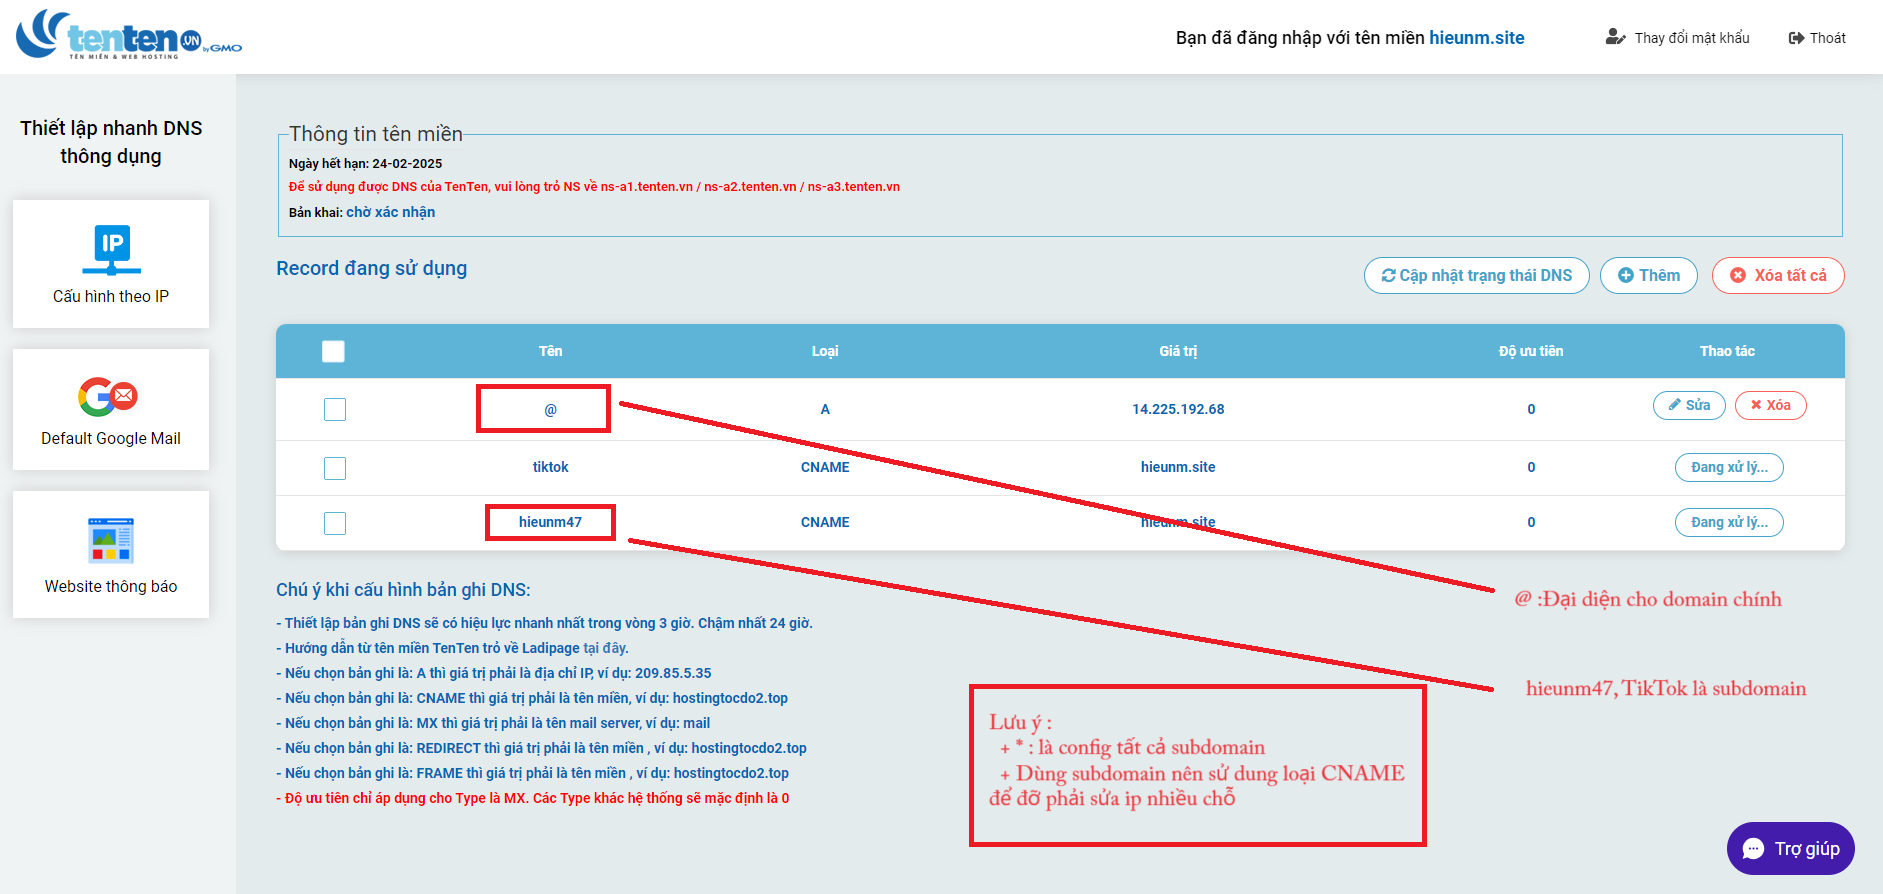 tenten.VN by GMO
TÊN MIỀN & WEB HOSTING
Bạn đã đăng nhập với tên miền hieunm.site
Thay đổi mật khẩu
Thoát
Thiết lập nhanh DNS
thông dụng
IP
Cấu hình theo IP
Default Google Mail
Website thông báo
Thông tin tên miền
Ngày hết hạn: 24-02-2025
Để sử dụng được DNS của TenTen, vui lòng trỏ NS về ns-a1.tenten.vn / ns-a2.tenten.vn / ns-a3.tenten.vn
Bản khai: chờ xác nhận
Record đang sử dụng
Cập nhật trạng thái DNS
Thêm
Xóa tất cả
Tên Loại Giá trị Độ ưu tiên Thao tác
@ A 14.225.192.68 0 Sửa Xóa
tiktok CNAME hieunm.site 0 Đang xử lý...
hieunm47 CNAME hieunm.site 0 Đang xử lý...
Chú ý khi cấu hình bản ghi DNS:
- Thiết lập bản ghi DNS sẽ có hiệu lực nhanh nhất trong vòng 3 giờ. Chậm nhất 24 giờ.
- Hướng dẫn từ tên miền TenTen trỏ về Ladipage tại đây.
- Nếu chọn bản ghi là: A thì giá trị phải là địa chỉ IP, ví dụ: 209.85.5.35
- Nếu chọn bản ghi là: CNAME thì giá trị phải là tên miền, ví dụ: hostingtocdo2.top
- Nếu chọn bản ghi là: MX thì giá trị phải là tên mail server, ví dụ: mail
- Nếu chọn bản ghi là: REDIRECT thì giá trị phải là tên miền , ví dụ: hostingtocdo2.top
- Nếu chọn bản ghi là: FRAME thì giá trị phải là tên miền , ví dụ: hostingtocdo2.top
- Độ ưu tiên chỉ áp dụng cho Type là MX. Các Type khác hệ thống sẽ mặc định là 0
@ :Đại diện cho domain chính
hieunm47, TikTok là subdomain
Lưu ý :
+ * : là config tất cả subdomain
+ Dùng subdomain nên sử dung loại CNAME
để đỡ phải sửa ip nhiều chỗ
Trợ giúp